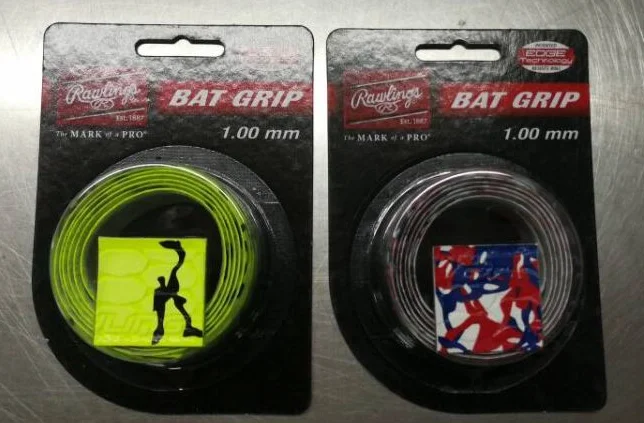 Rawlings
EST. 1887
BAT GRIP
The MARK of a PRO
1.00 mm
EDGE
Technology
Rawlings
EST. 1887
BAT GRIP
The MARK of a PRO
1.00 mm